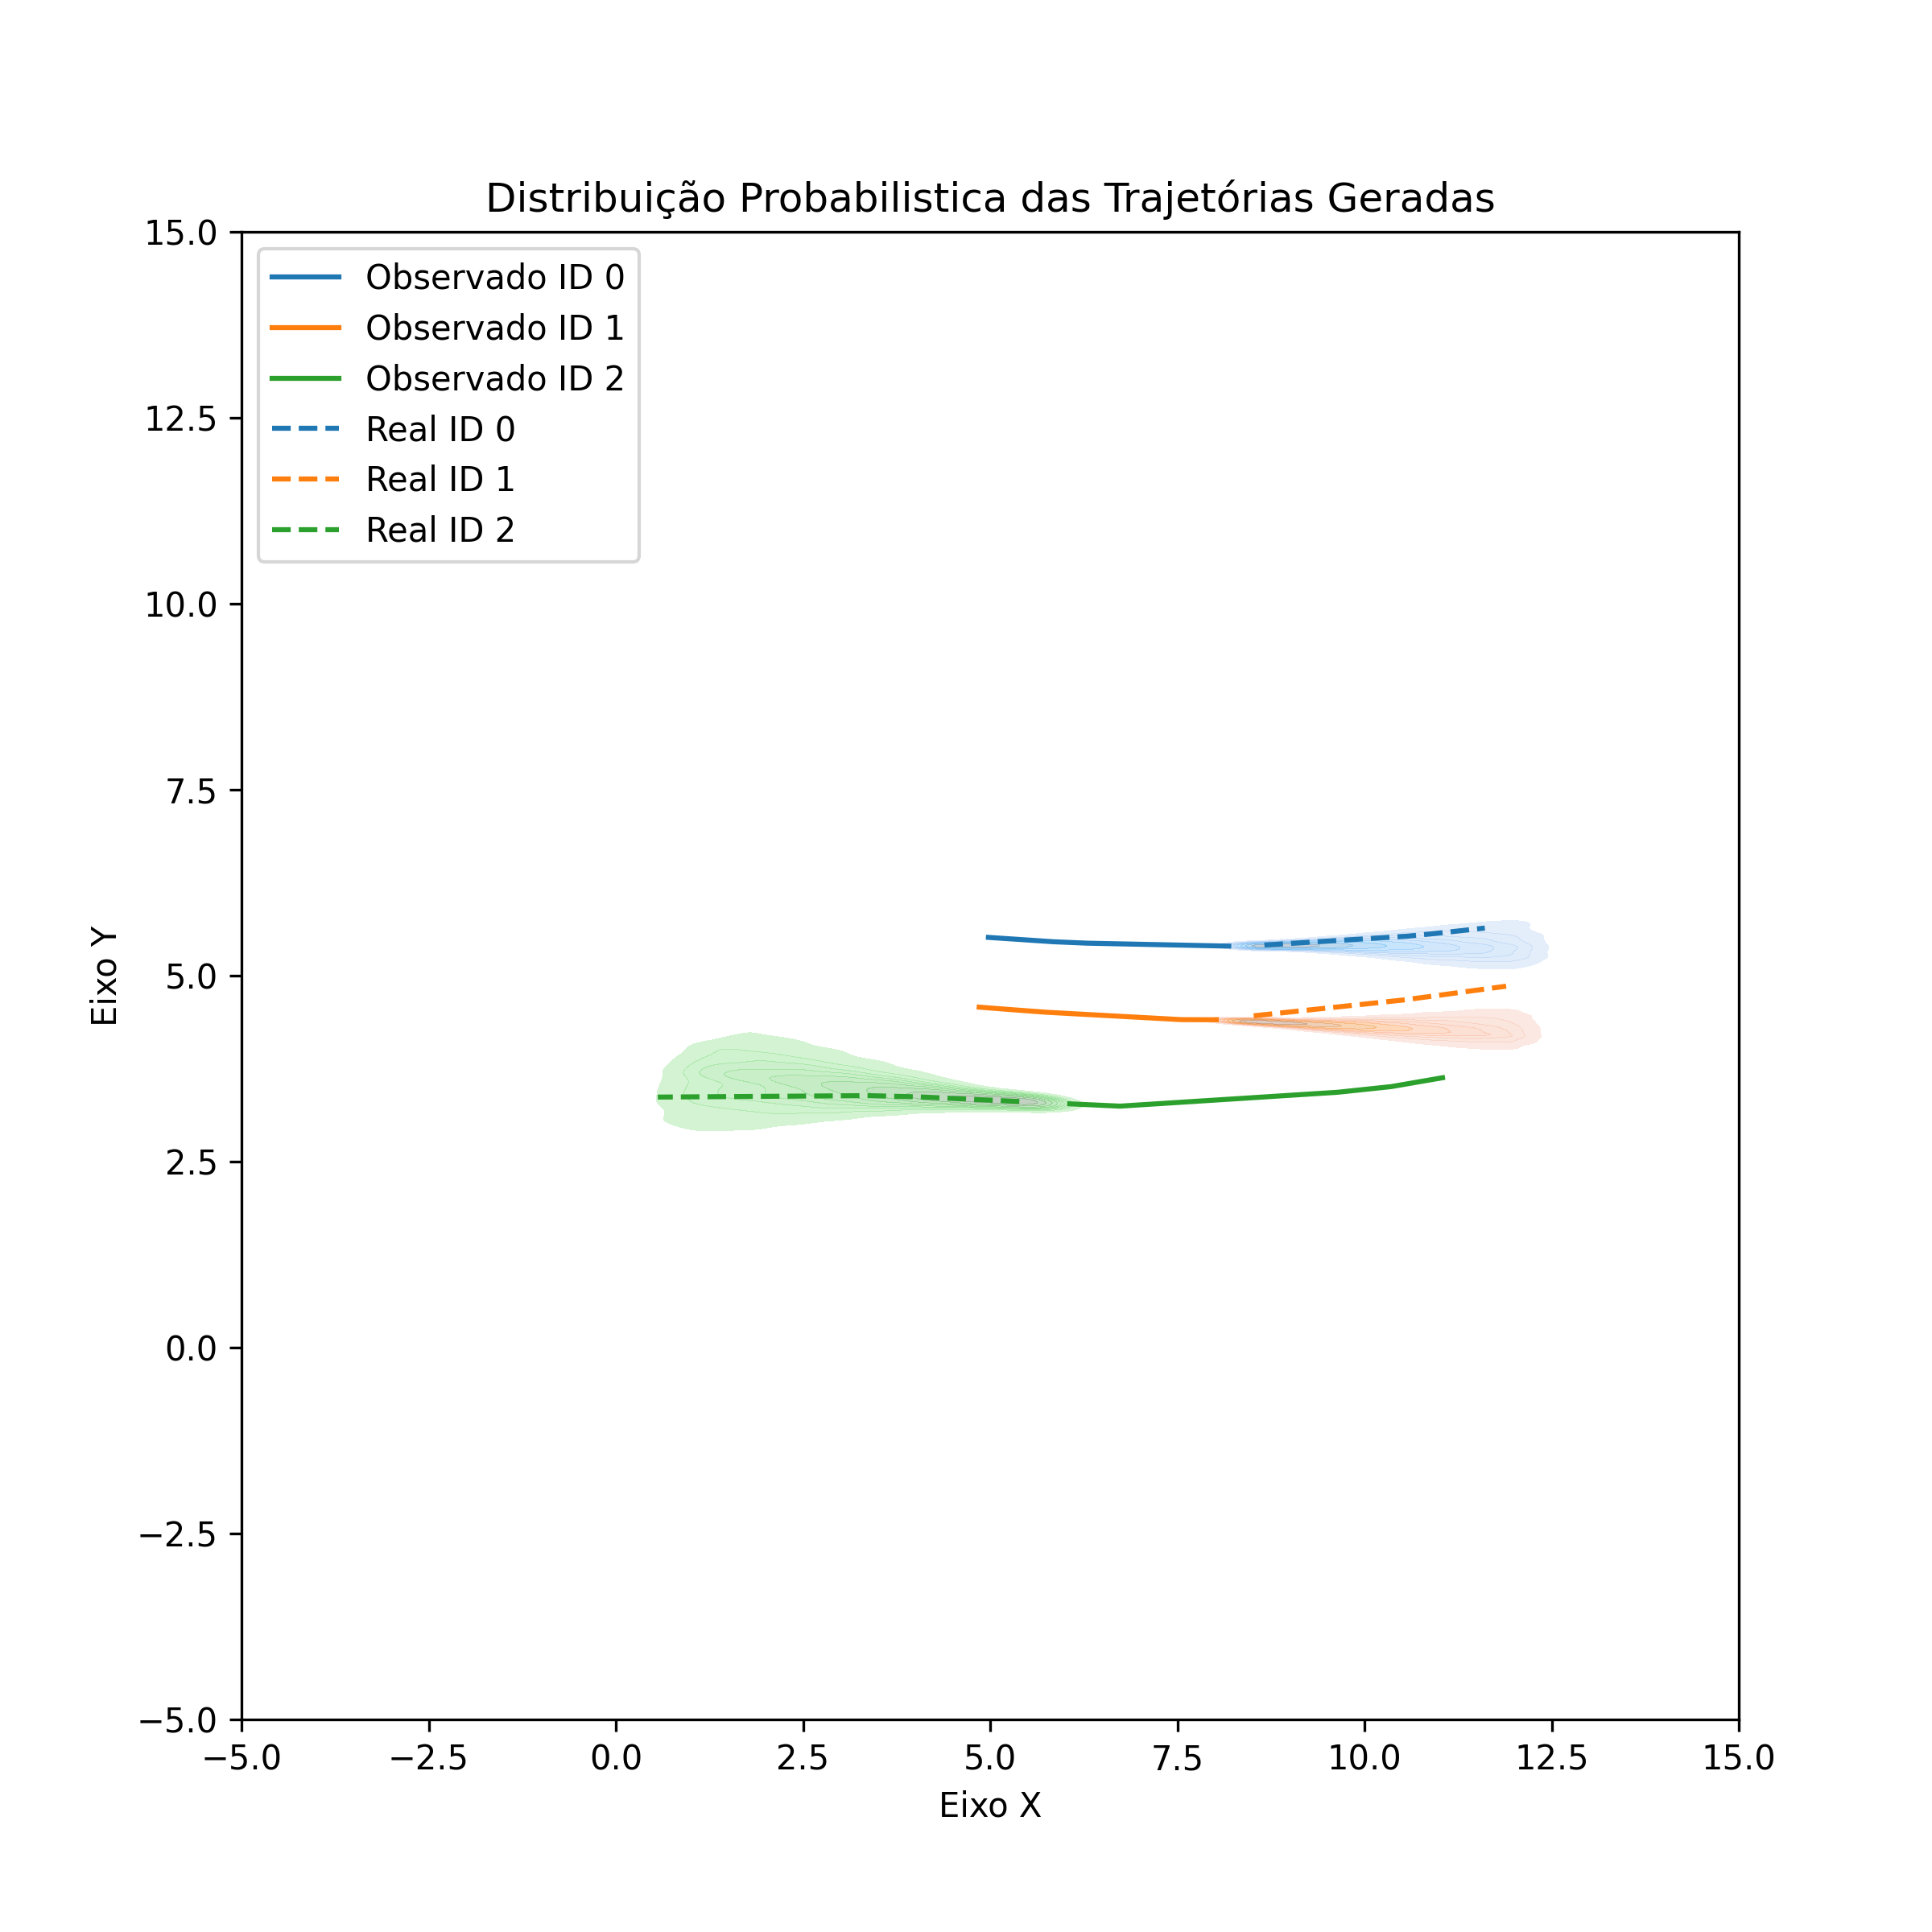 Distribuição Probabilistica das Trajetórias Geradas
15.0
12.5
10.0
7.5
5.0
2.5
0.0
−2.5
−5.0
Eixo Y
Observado ID 0
Observado ID 1
Observado ID 2
Real ID 0
Real ID 1
Real ID 2
−5.0 −2.5 0.0 2.5 5.0 7.5 10.0 12.5 15.0
Eixo X